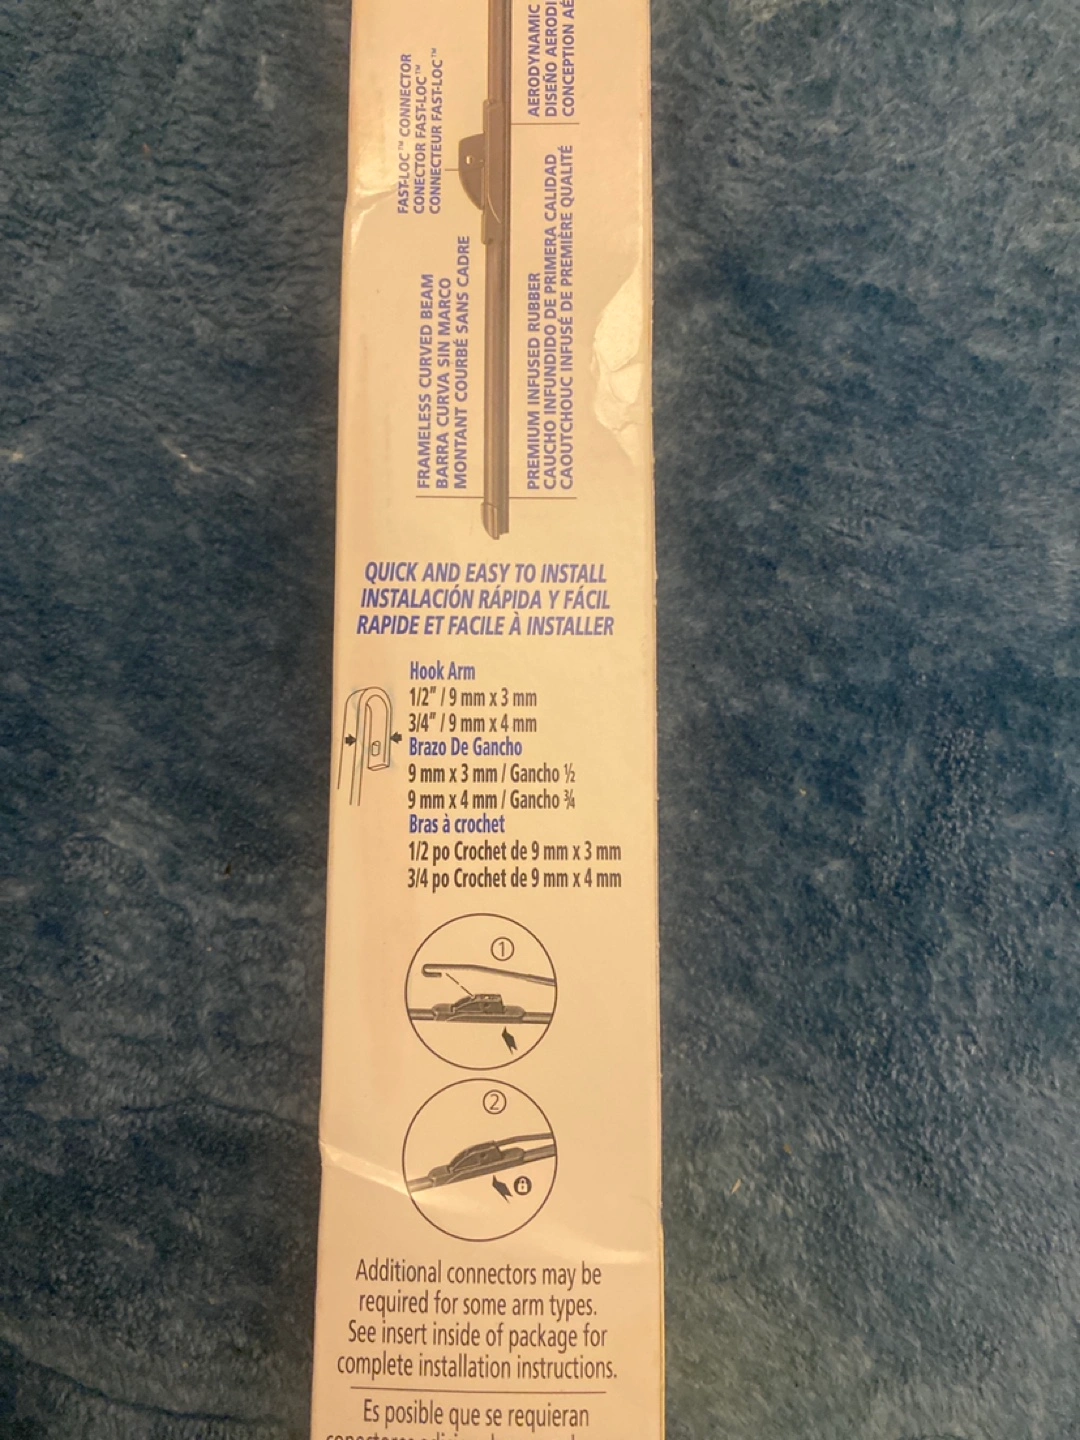 FAST-LOC™ CONNECTOR
CONECTOR FAST-LOC™
CONNECTEUR FAST-LOC™
AERODYNAMIC
DISEÑO
CONCEPTION
FRAMELESS CURVED BEAM
BARRA CURVA SIN MARCO
MONTANT COURBÉ SANS CADRE
PREMIUM INFUSED RUBBER
CAUCHO INFUNDIDO DE PRIMERA CALIDAD
CAOUTCHOUC INFUSÉ DE PREMIÈRE QUALITÉ
QUICK AND EASY TO INSTALL
INSTALACIÓN RÁPIDA Y FÁCIL
RAPIDE ET FACILE À INSTALLER
Hook Arm
1/2" / 9 mm x 3 mm
3/4" / 9 mm x 4 mm
Brazo De Gancho
9 mm x 3 mm / Gancho ½
9 mm x 4 mm / Gancho ¾
Bras à crochet
1/2 po Crochet de 9 mm x 3 mm
3/4 po Crochet de 9 mm x 4 mm
1
2
Additional connectors may be
required for some arm types.
See insert inside of package for
complete installation instructions.
Es posible que se requieran